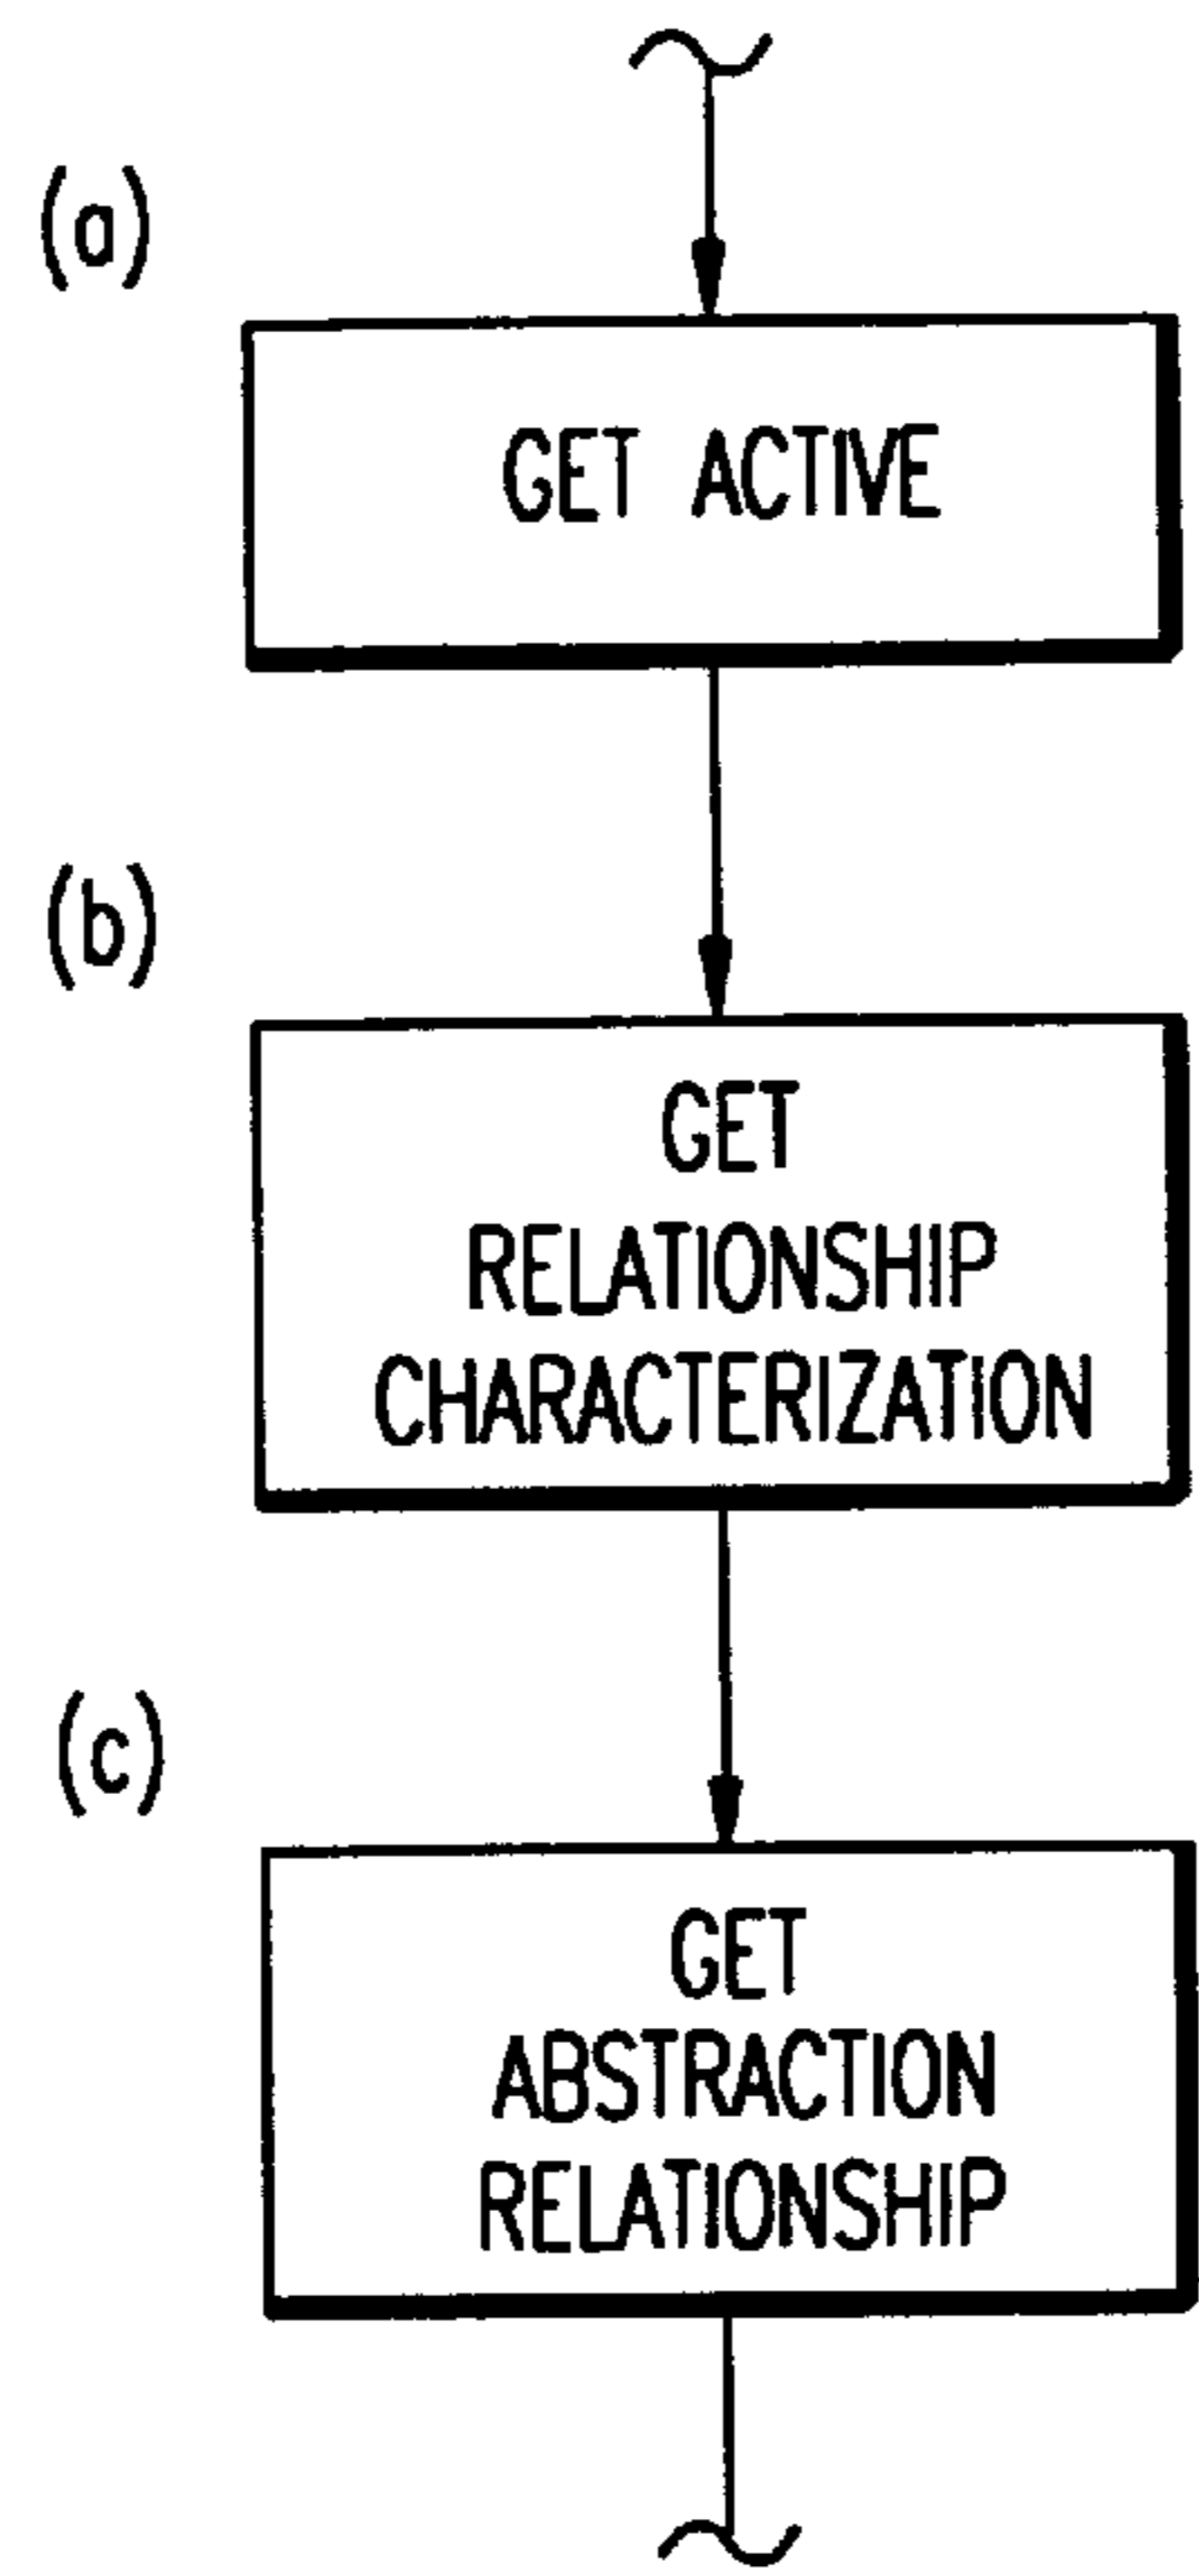 (a)
GET ACTIVE
(b)
GET
RELATIONSHIP
CHARACTERIZATION
(c)
GET
ABSTRACTION
RELATIONSHIP